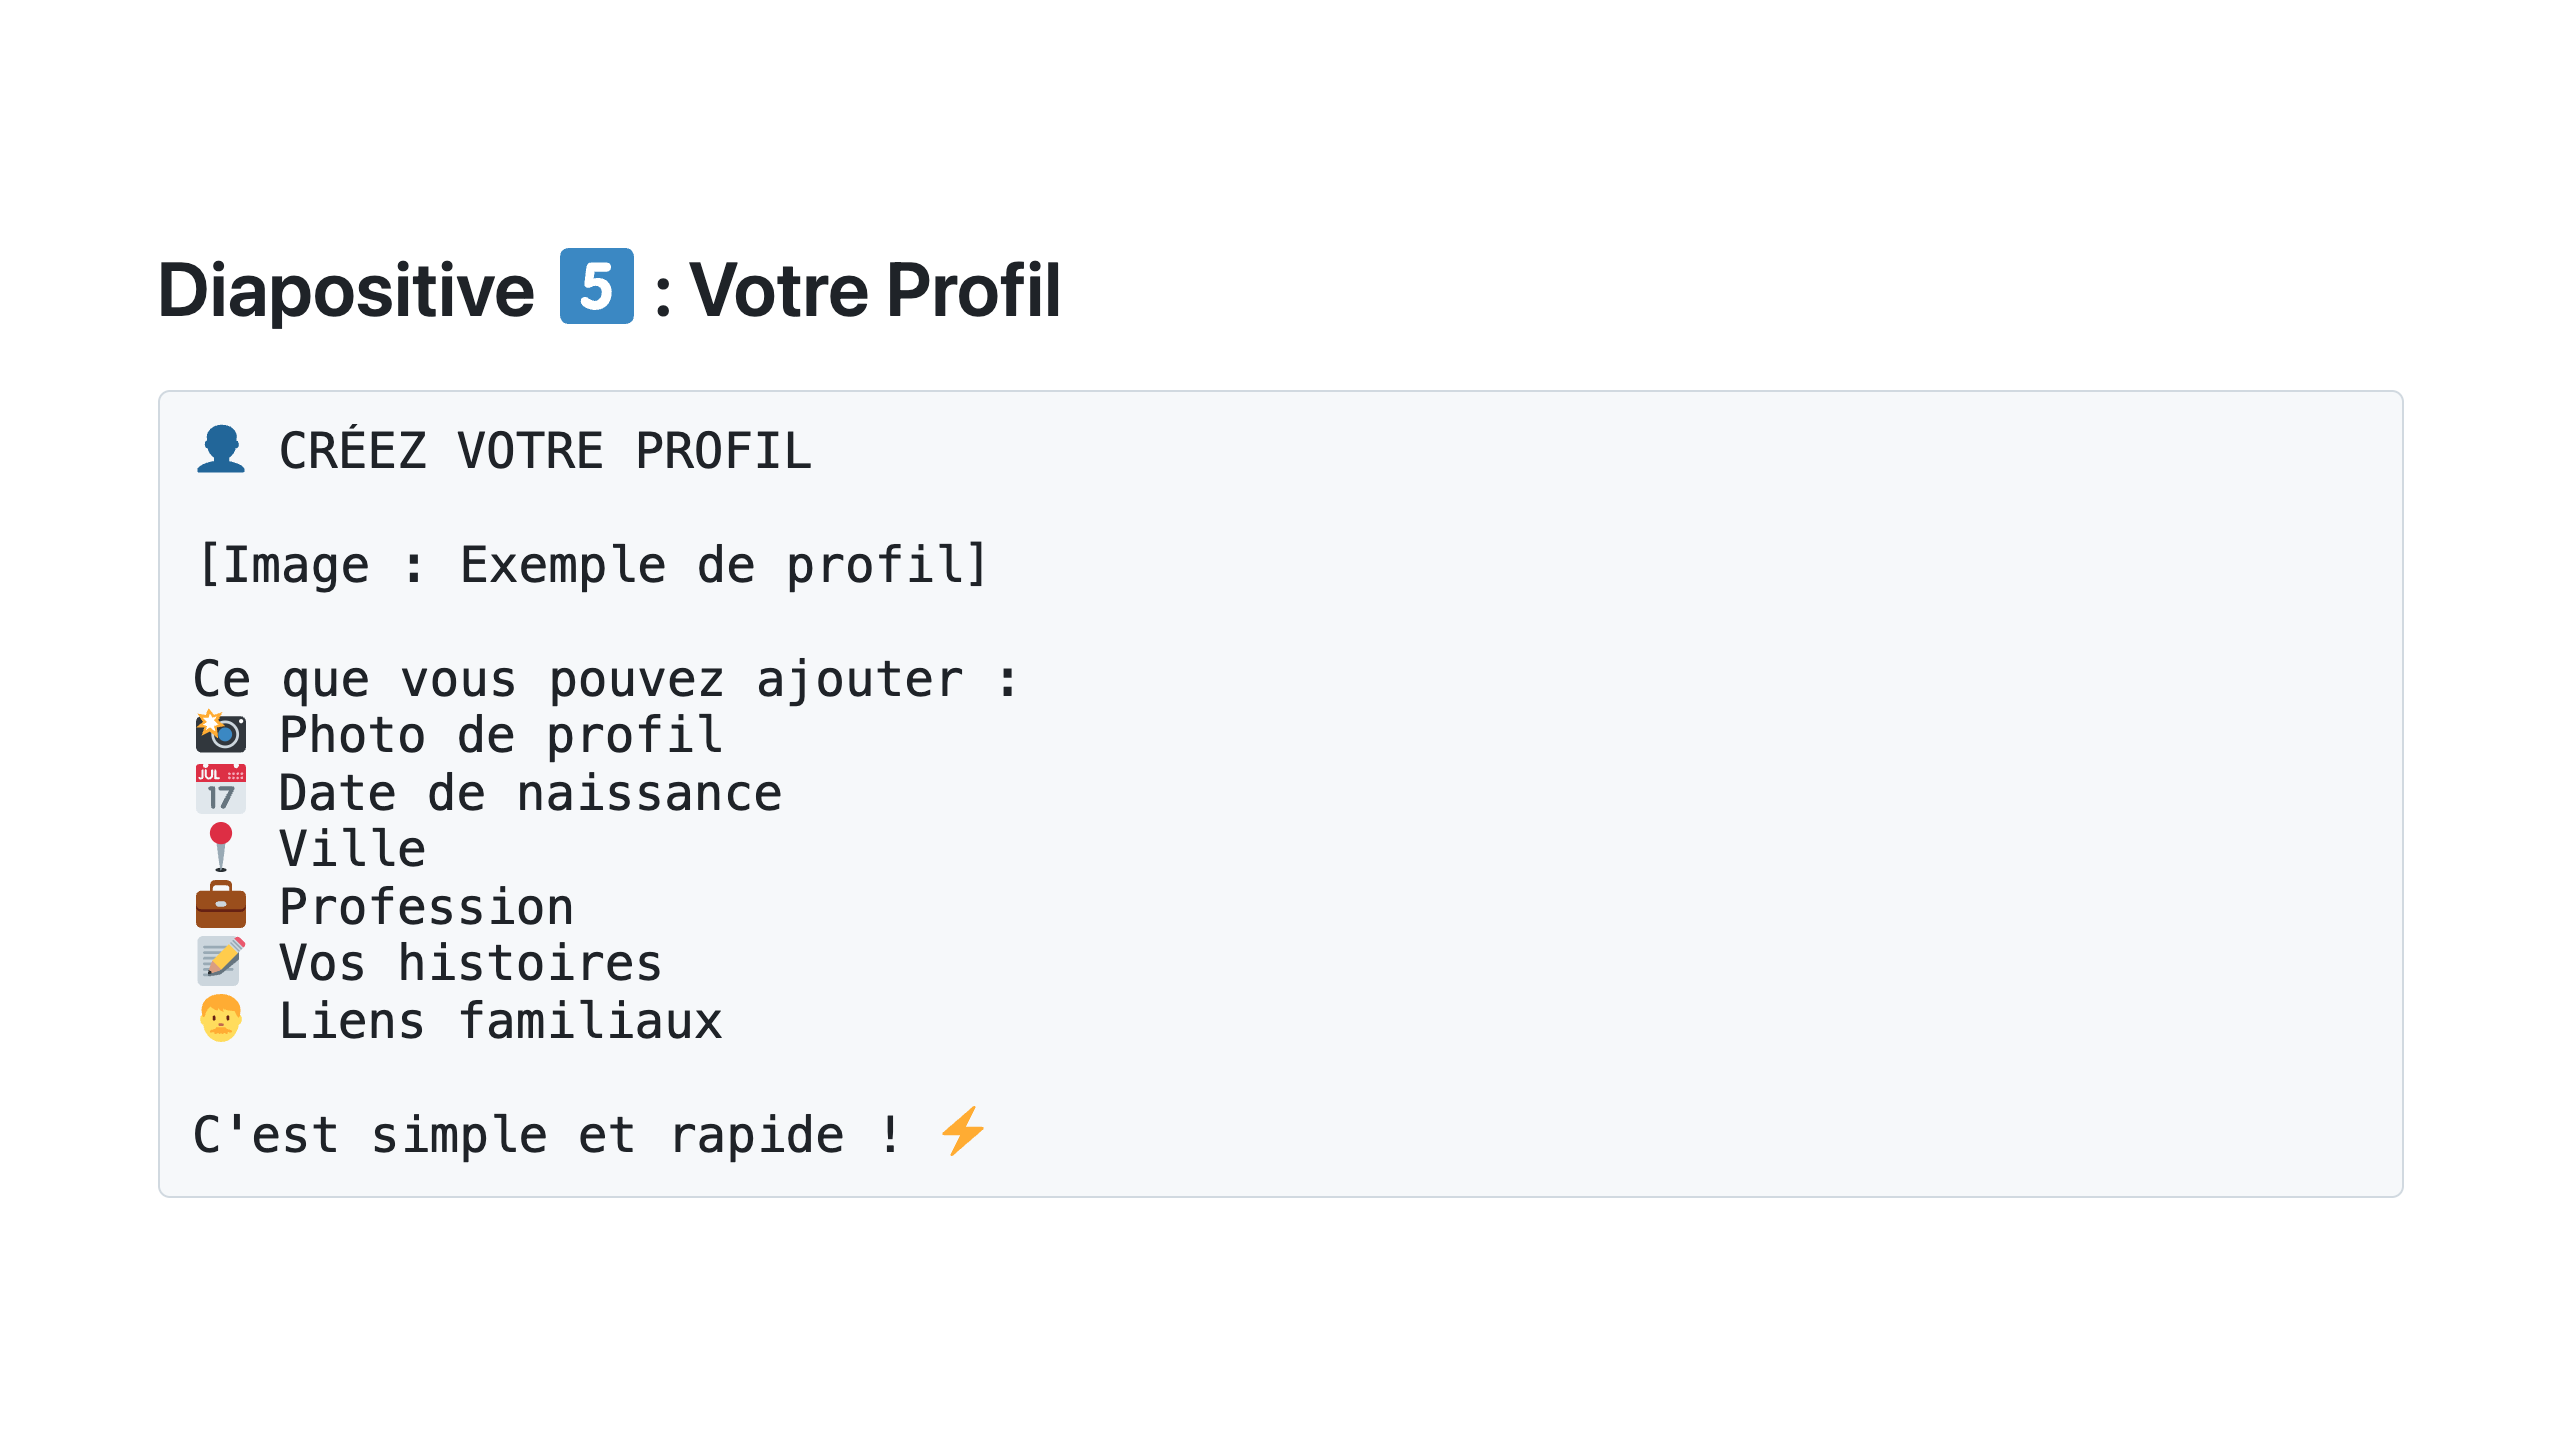 Diapositive 5️⃣ : Votre Profil
👤 CRÉEZ VOTRE PROFIL
[Image : Exemple de profil]
Ce que vous pouvez ajouter :
📸 Photo de profil
📅 Date de naissance
📍 Ville
💼 Profession
📝 Vos histoires
👨 Liens familiaux
C'est simple et rapide ! ⚡